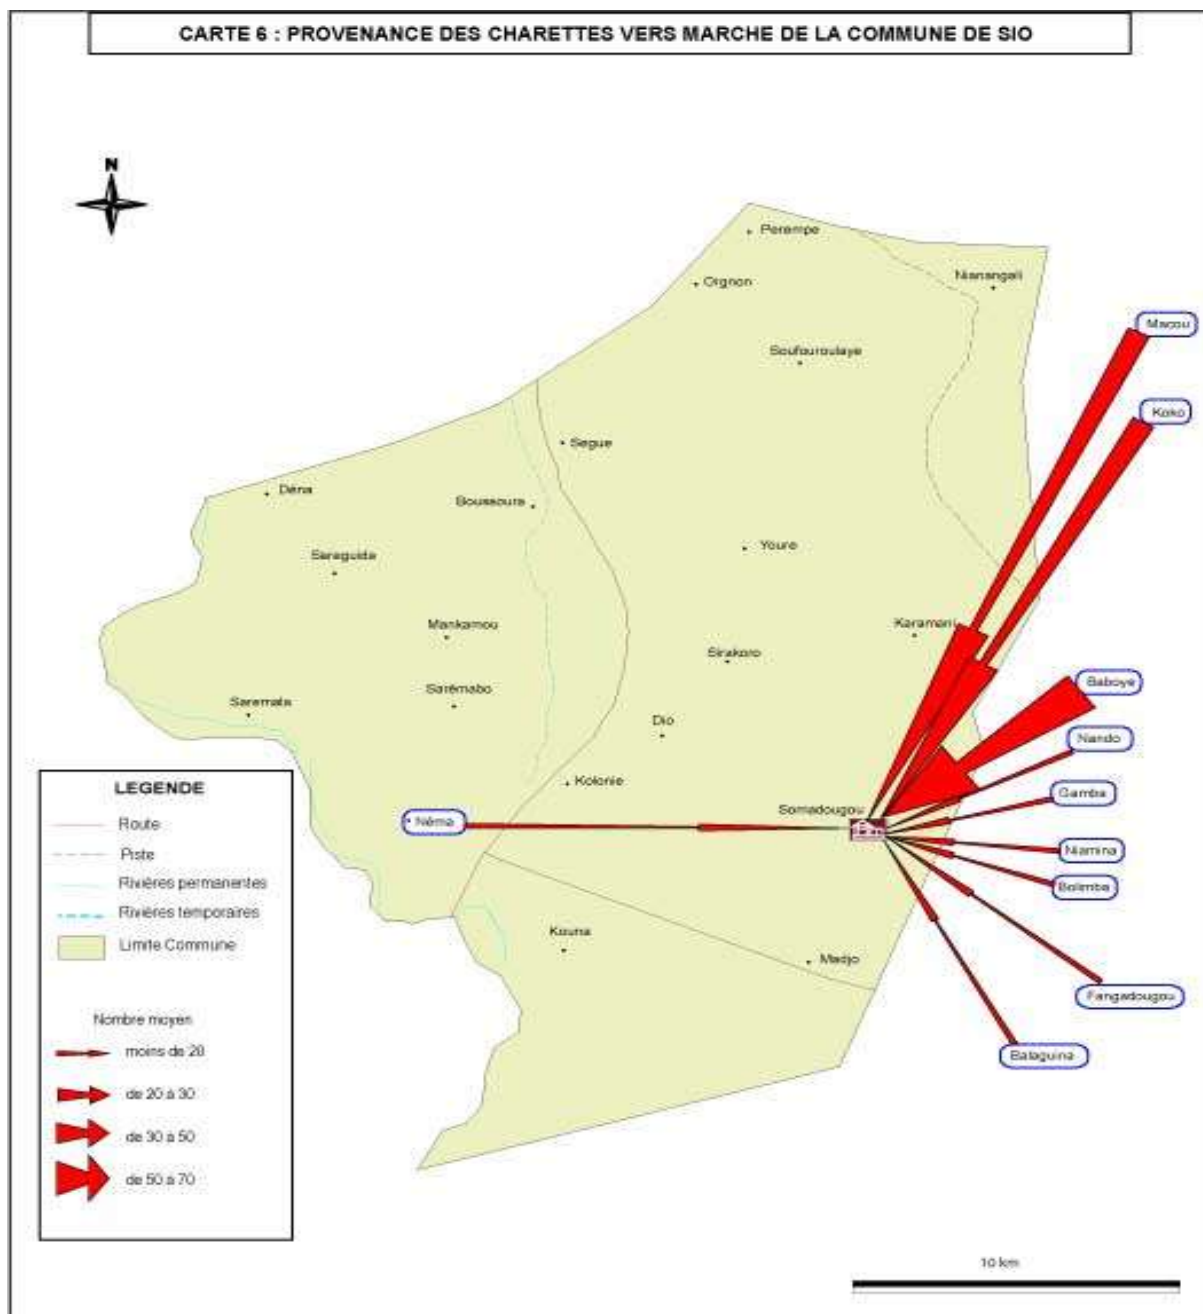 CARTE 6 : PROVENANCE DES CHARETTES VERS MARCHE DE LA COMMUNE DE SIO
N
Perempe
Orgnon
Nianangali
Macou
Soufouroulaye
Koko
Segue
Déna
Soussoura
Youre
Sareguida
Mankamou
Karamani
Sirakoro
Baboye
Sarémabo
Saremala
Dio
Nando
Kolonie
Gamba
Somadougou
Néma
Niamina
Bolimba
Kouna
Madjo
Fangadougou
Balaguina
LEGENDE
Route
Piste
Rivières permanentes
Rivières temporaires
Limite Commune
Nombre moyen
moins de 20
de 20 à 30
de 30 à 50
de 50 à 70
10 km